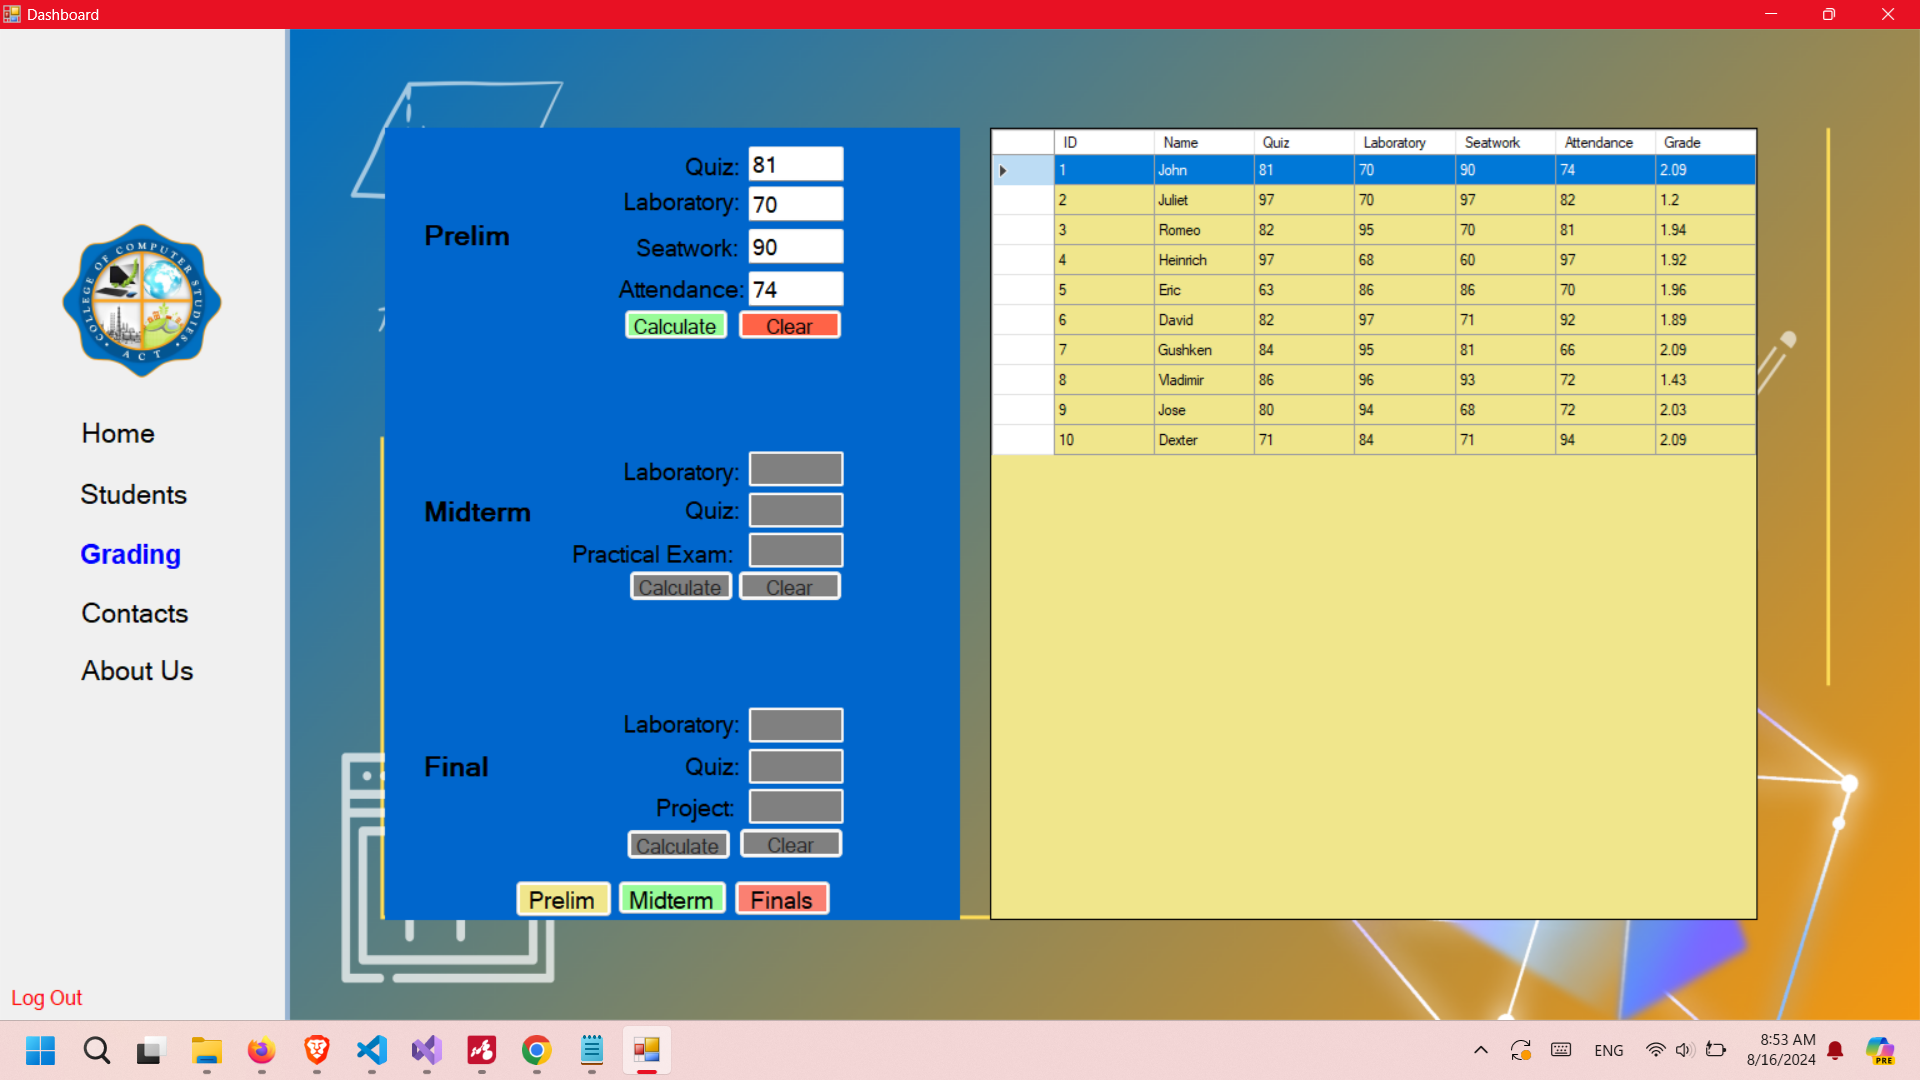 Dashboard
COLLEGE OF COMPUTER STUDIES
ACT
Home
Students
Grading
Contacts
About Us
Log Out
Prelim
Quiz: 81
Laboratory: 70
Seatwork: 90
Attendance: 74
Calculate Clear
Midterm
Laboratory:
Quiz:
Practical Exam:
Calculate Clear
Final
Laboratory:
Quiz:
Project:
Calculate Clear
Prelim Midterm Finals
ID Name Quiz Laboratory Seatwork Attendance Grade
1 John 81 70 90 74 2.09
2 Juliet 97 70 97 82 1.2
3 Romeo 82 95 70 81 1.94
4 Heinrich 97 68 60 97 1.92
5 Eric 63 86 86 70 1.96
6 David 82 97 71 92 1.89
7 Gushken 84 95 81 66 2.09
8 Vladimir 86 96 93 72 1.43
9 Jose 80 94 68 72 2.03
10 Dexter 71 84 71 94 2.09
ENG
8:53 AM
8/16/2024
PRE